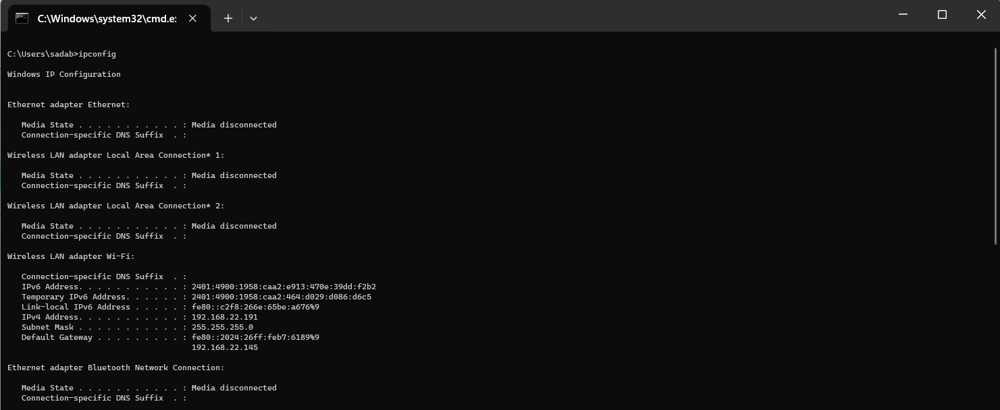 C:\Windows\system32\cmd.e
C:\Users\sadab>ipconfig
Windows IP Configuration
Ethernet adapter Ethernet:
Media State . . . . . . . . . . . : Media disconnected
Connection-specific DNS Suffix  . :
Wireless LAN adapter Local Area Connection* 1:
Media State . . . . . . . . . . . : Media disconnected
Connection-specific DNS Suffix  . :
Wireless LAN adapter Local Area Connection* 2:
Media State . . . . . . . . . . . : Media disconnected
Connection-specific DNS Suffix  . :
Wireless LAN adapter Wi-Fi:
Connection-specific DNS Suffix  . :
IPv6 Address. . . . . . . . . . . : 2401:4900:1958:caa2:e913:470e:39dd:f2b2
Temporary IPv6 Address. . . . . . : 2401:4900:1958:caa2:464:d029:d086:d6c5
Link-local IPv6 Address . . . . . : fe80::c2f8:266e:65be:a676%9
IPv4 Address. . . . . . . . . . . : 192.168.22.191
Subnet Mask . . . . . . . . . . . : 255.255.255.0
Default Gateway . . . . . . . . . : fe80::2024:26ff:feb7:6189%9
192.168.22.145
Ethernet adapter Bluetooth Network Connection:
Media State . . . . . . . . . . . : Media disconnected
Connection-specific DNS Suffix  . :